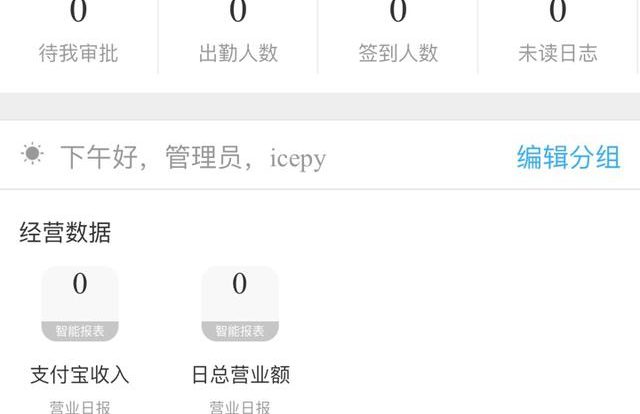 0 0 0 0
待我审批 出勤人数 签到人数 未读日志
下午好，管理员，icepy 编辑分组
经营数据
0 0
智能报表 智能报表
支付宝收入 日总营业额
营业日报 营业日报